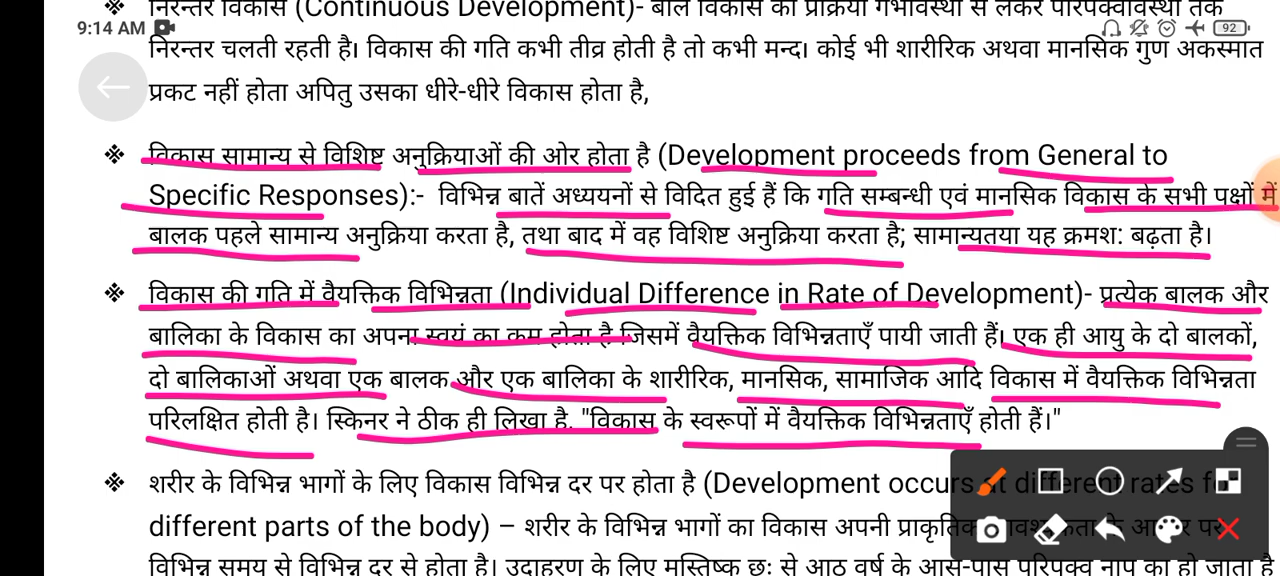 निरन्तर विकास (Continuous Development)- बाल विकास की प्रक्रिया गर्भावस्था से लेकर परिपक्वावस्था तक
9:14 AM
92
निरन्तर चलती रहती है। विकास की गति कभी तीव्र होती है तो कभी मन्द। कोई भी शारीरिक अथवा मानसिक गुण अकस्मात
प्रकट नहीं होता अपितु उसका धीरे-धीरे विकास होता है,
❖ विकास सामान्य से विशिष्ट अनुक्रियाओं की ओर होता है (Development proceeds from General to
Specific Responses):- विभिन्न बातें अध्ययनों से विदित हुई हैं कि गति सम्बन्धी एवं मानसिक विकास के सभी पक्षों में
बालक पहले सामान्य अनुक्रिया करता है, तथा बाद में वह विशिष्ट अनुक्रिया करता है; सामान्यतया यह क्रमश: बढ़ता है।
❖ विकास की गति में वैयक्तिक विभिन्नता (Individual Difference in Rate of Development)- प्रत्येक बालक और
बालिका के विकास का अपना स्वयं का क्रम होता है जिसमें वैयक्तिक विभिन्नताएँ पायी जाती हैं। एक ही आयु के दो बालकों,
दो बालिकाओं अथवा एक बालक और एक बालिका के शारीरिक, मानसिक, सामाजिक आदि विकास में वैयक्तिक विभिन्नता
परिलक्षित होती है। स्किनर ने ठीक ही लिखा है, "विकास के स्वरूपों में वैयक्तिक विभिन्नताएँ होती हैं।"
❖ शरीर के विभिन्न भागों के लिए विकास विभिन्न दर पर होता है (Development occurs at different rates
different parts of the body) – शरीर के विभिन्न भागों का विकास अपनी प्राकृतिक
विभिन्न समय से विभिन्न दर से होता है। उदाहरण के लिए मस्तिष्क छः से आठ वर्ष के आस-पास परिपक्व नाप का हो जाता है